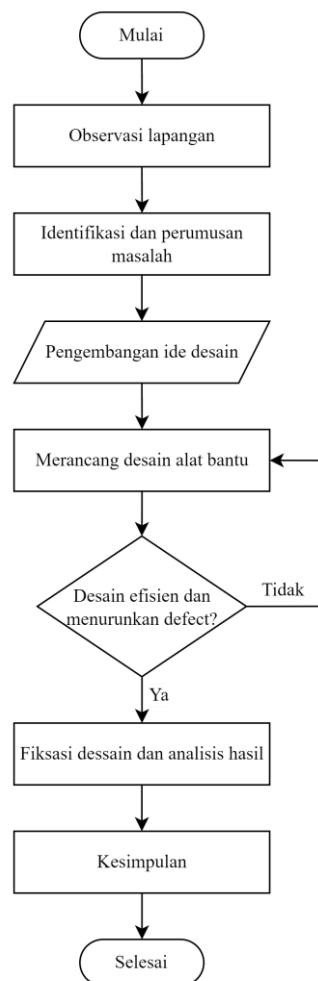 Mulai
Observasi lapangan
Identifikasi dan perumusan
masalah
Pengembangan ide desain
Merancang desain alat bantu
Desain efisien dan
menurunkan defect?
Tidak
Ya
Fiksasi dessain dan analisis hasil
Kesimpulan
Selesai